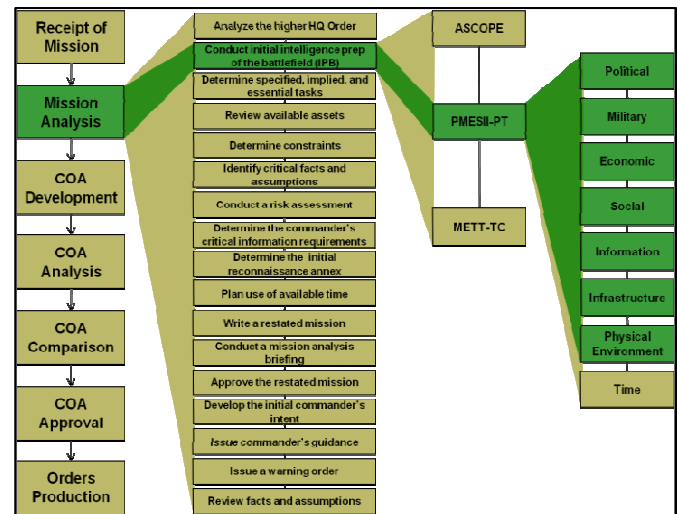 Receipt of
Mission
Mission
Analysis
COA
Development
COA
Analysis
COA
Comparison
COA
Approval
Orders
Production
Analyze the higher HQ Order
Conduct initial intelligence prep
of the battlefield (IPB)
Determine specified, implied, and
essential tasks
Review available assets
Determine constraints
Identify critical facts and
assumptions
Conduct a risk assessment
Determine the commander's
critical information requirements
Determine the initial
reconnaissance annex
Plan use of available time
Write a restated mission
Conduct a mission analysis
briefing
Approve the restated mission
Develop the initial commander's
intent
Issue commander's guidance
Issue a warning order
Review facts and assumptions
ASCOPE
PMESII-PT
METT-TC
Political
Military
Economic
Social
Information
Infrastructure
Physical
Environment
Time